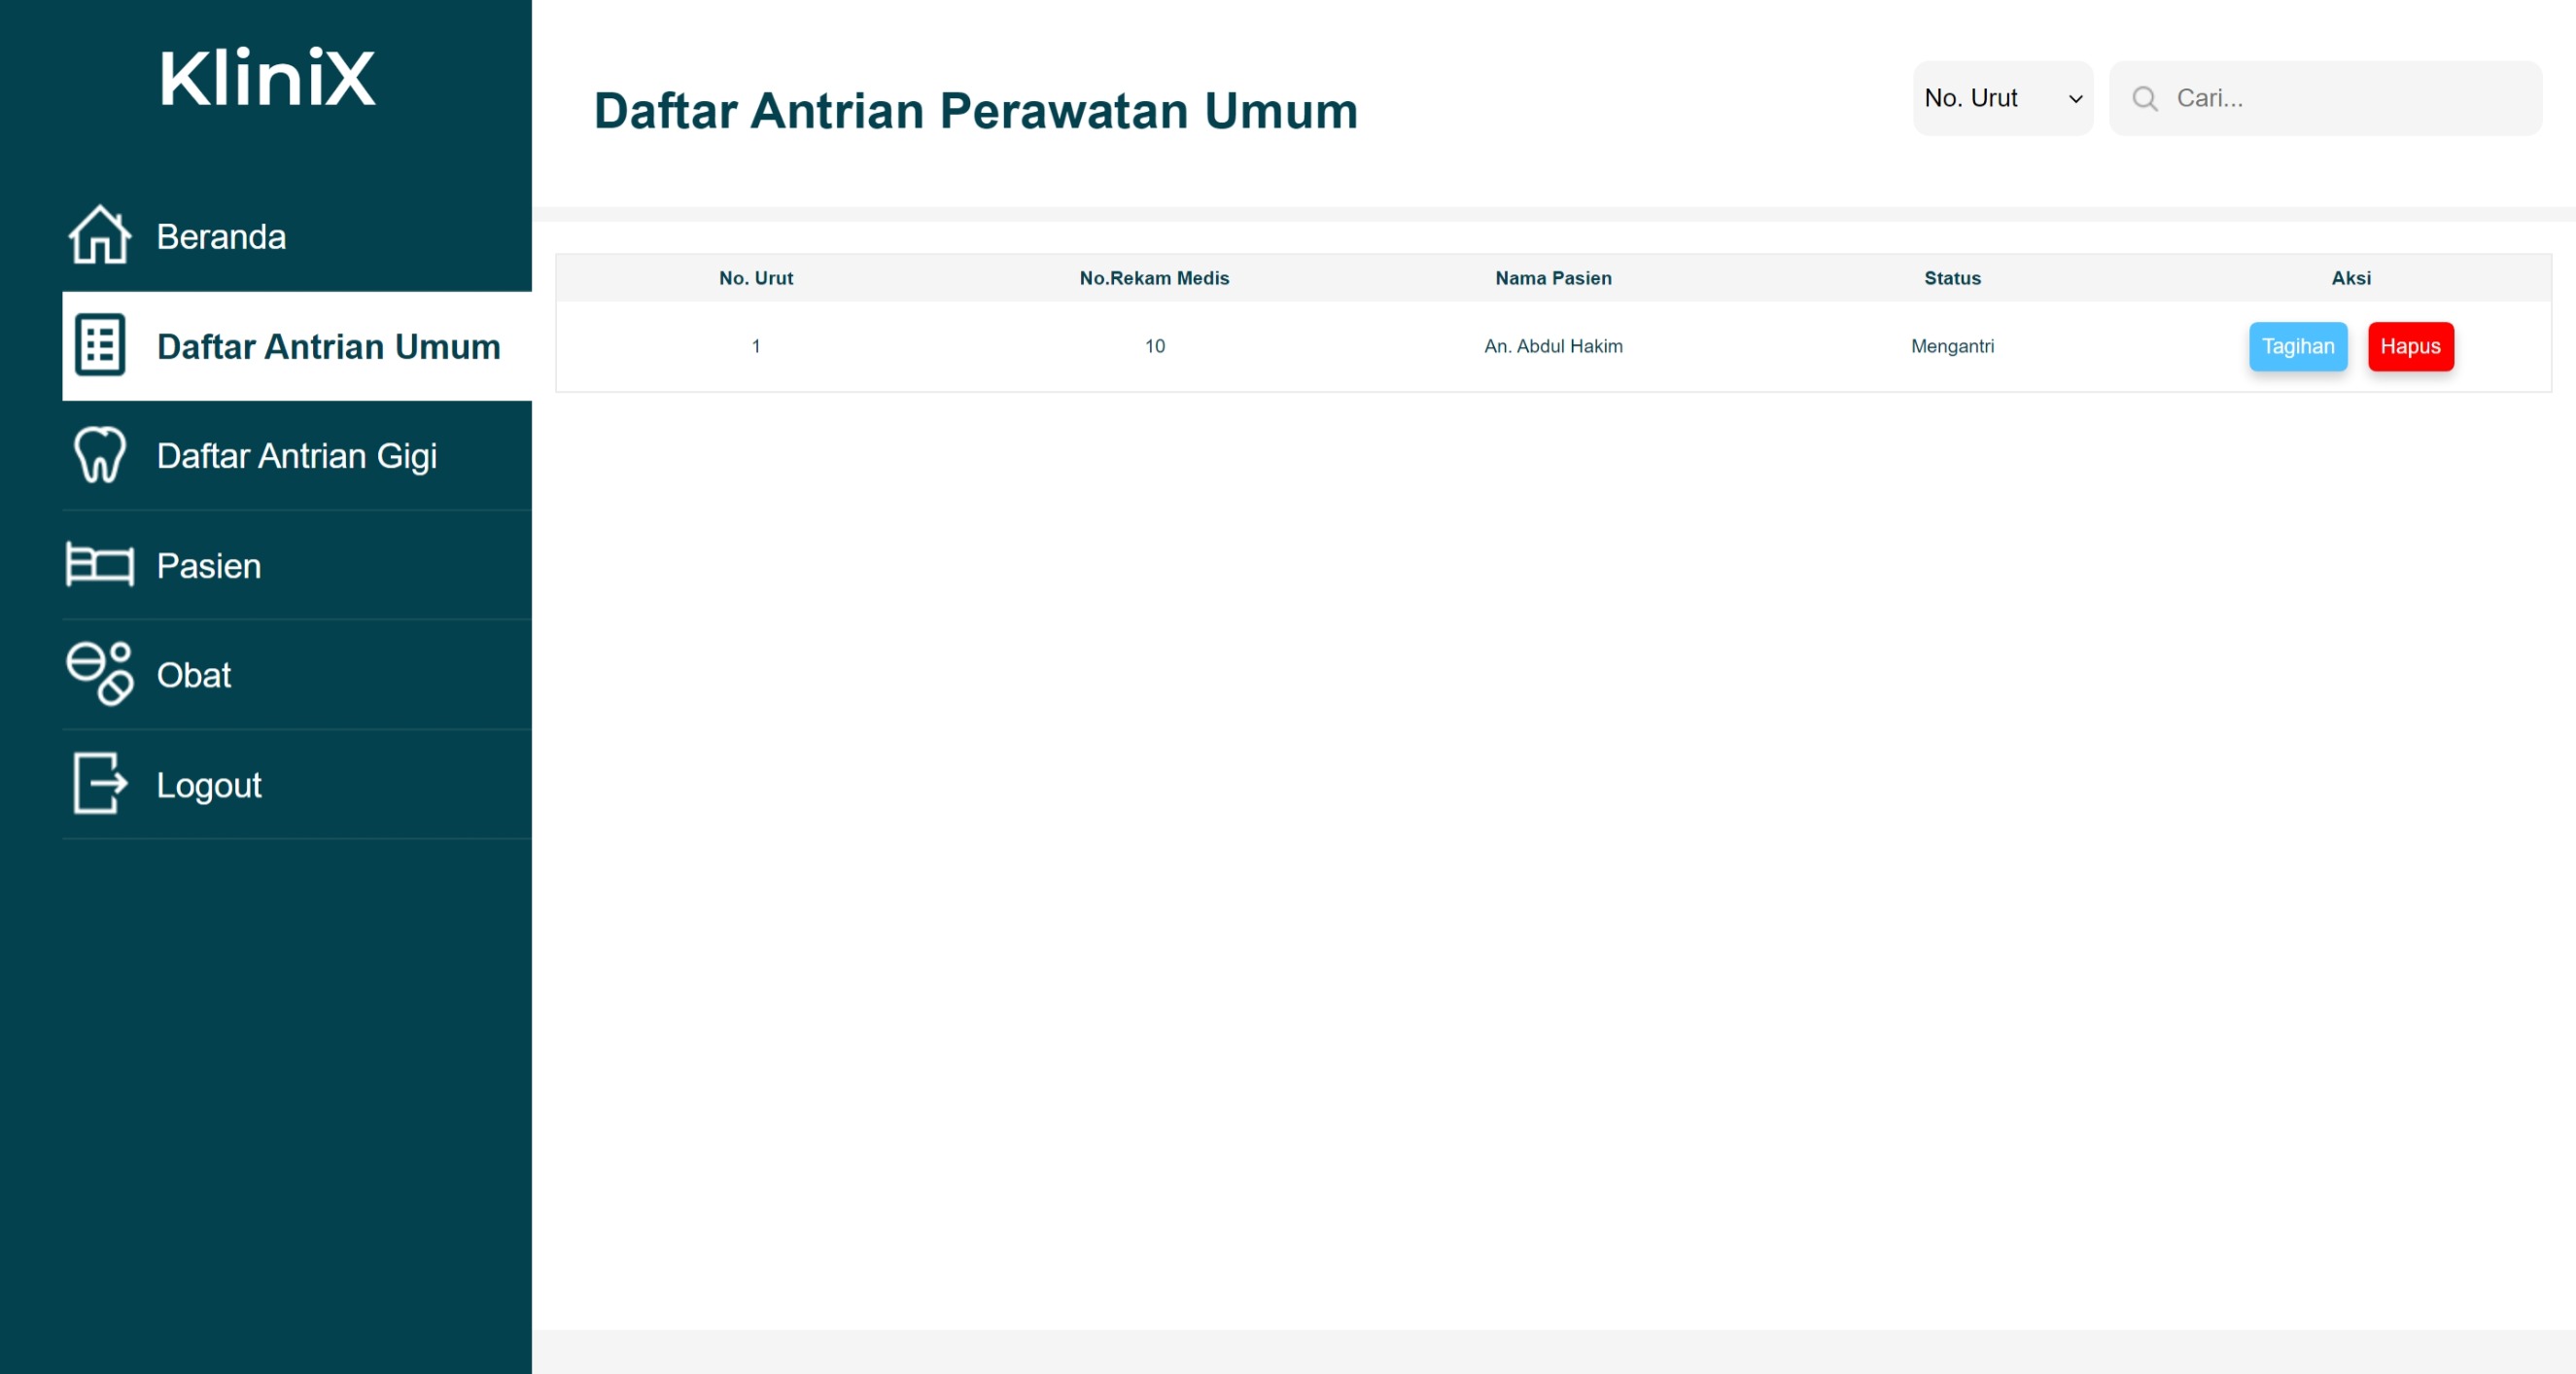 KliniX
Beranda
Daftar Antrian Umum
Daftar Antrian Gigi
Pasien
Obat
Logout
Daftar Antrian Perawatan Umum
No. Urut
Cari...
No. Urut No.Rekam Medis Nama Pasien Status Aksi
1 10 An. Abdul Hakim Mengantri Tagihan Hapus